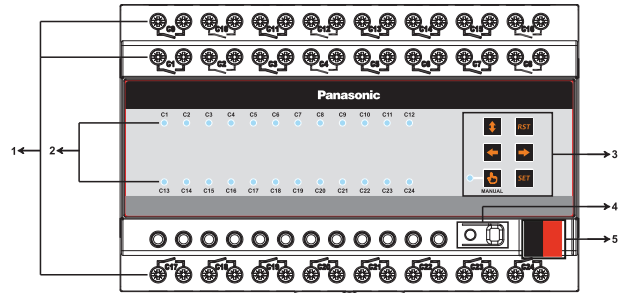 C9 C10 C11 C12 C13 C14 C15 C16
C1 C2 C3 C4 C5 C6 C7 C8
Panasonic
C1 C2 C3 C4 C5 C6 C7 C8 C9 C10 C11 C12
RST
1 2 3
SET
C13 C14 C15 C16 C17 C18 C19 C20 C21 C22 C23 C24
MANUAL
4
5
C17 C18 C19 C20 C21 C22 C23 C24